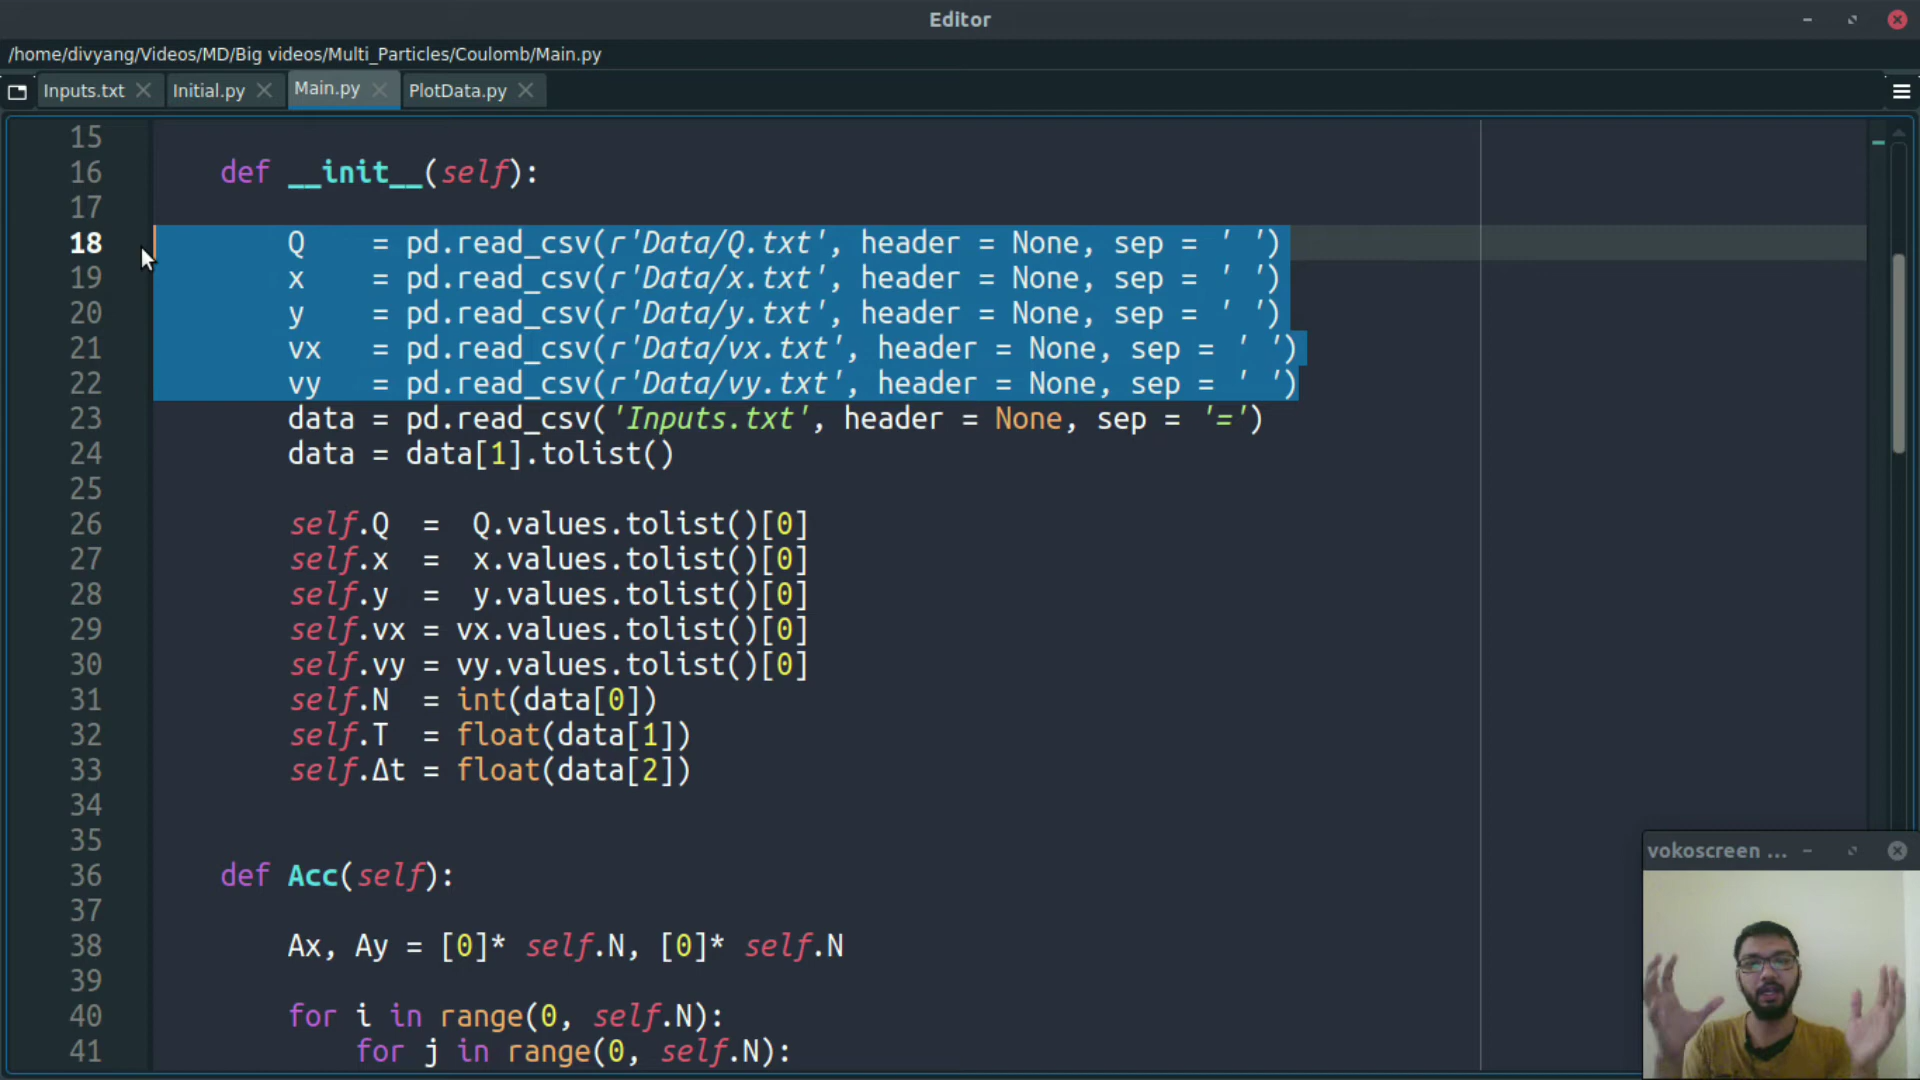 Editor
/home/divyang/Videos/MD/Big videos/Multi_Particles/Coulomb/Main.py
Inputs.txt Initial.py Main.py PlotData.py
15
16 def __init__(self):
17
18 Q = pd.read_csv(r'Data/Q.txt', header = None, sep = ' ')
19 x = pd.read_csv(r'Data/x.txt', header = None, sep = ' ')
20 y = pd.read_csv(r'Data/y.txt', header = None, sep = ' ')
21 vx = pd.read_csv(r'Data/vx.txt', header = None, sep = ' ')
22 vy = pd.read_csv(r'Data/vy.txt', header = None, sep = ' ')
23 data = pd.read_csv('Inputs.txt', header = None, sep = '=')
24 data = data[1].tolist()
25
26 self.Q = Q.values.tolist()[0]
27 self.x = x.values.tolist()[0]
28 self.y = y.values.tolist()[0]
29 self.vx = vx.values.tolist()[0]
30 self.vy = vy.values.tolist()[0]
31 self.N = int(data[0])
32 self.T = float(data[1])
33 self.Δt = float(data[2])
34
35
36 def Acc(self):
37
38 Ax, Ay = [0]* self.N, [0]* self.N
39
40 for i in range(0, self.N):
41 for j in range(0, self.N):
vokoscreen ...